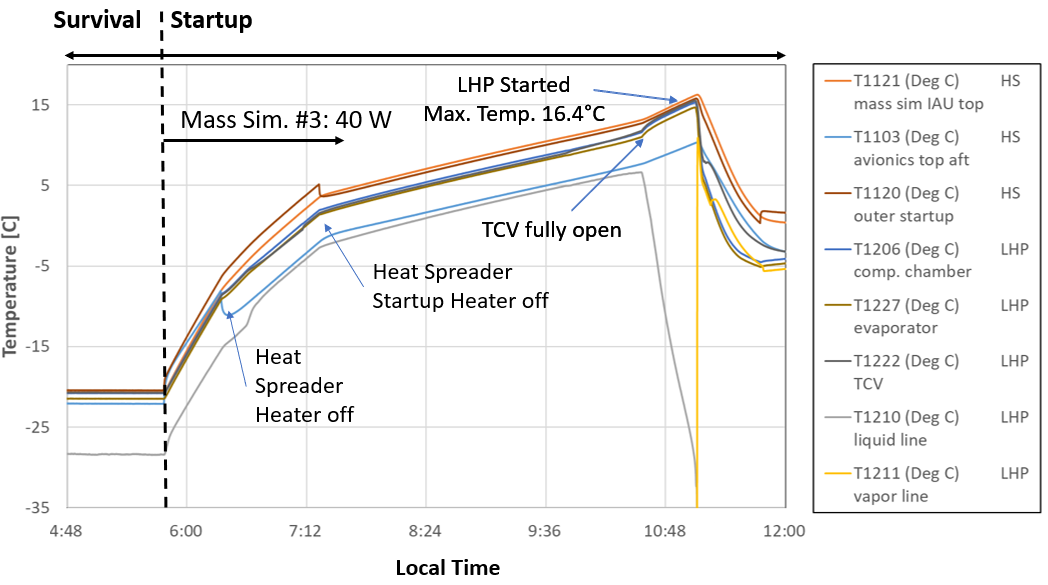 Survival
Startup
LHP Started
Max. Temp. 16.4°C
Mass Sim. #3: 40 W
TCV fully open
Heat Spreader
Startup Heater off
Heat
Spreader
Heater off
Temperature [C]
15
5
-5
-15
-25
-35
4:48
6:00
7:12
8:24
9:36
10:48
12:00
Local Time
T1121 (Deg C) HS
mass sim IAU top
T1103 (Deg C) HS
avionics top aft
T1120 (Deg C) HS
outer startup
T1206 (Deg C) LHP
comp. chamber
T1227 (Deg C) LHP
evaporator
T1222 (Deg C) LHP
TCV
T1210 (Deg C) LHP
liquid line
T1211 (Deg C) LHP
vapor line